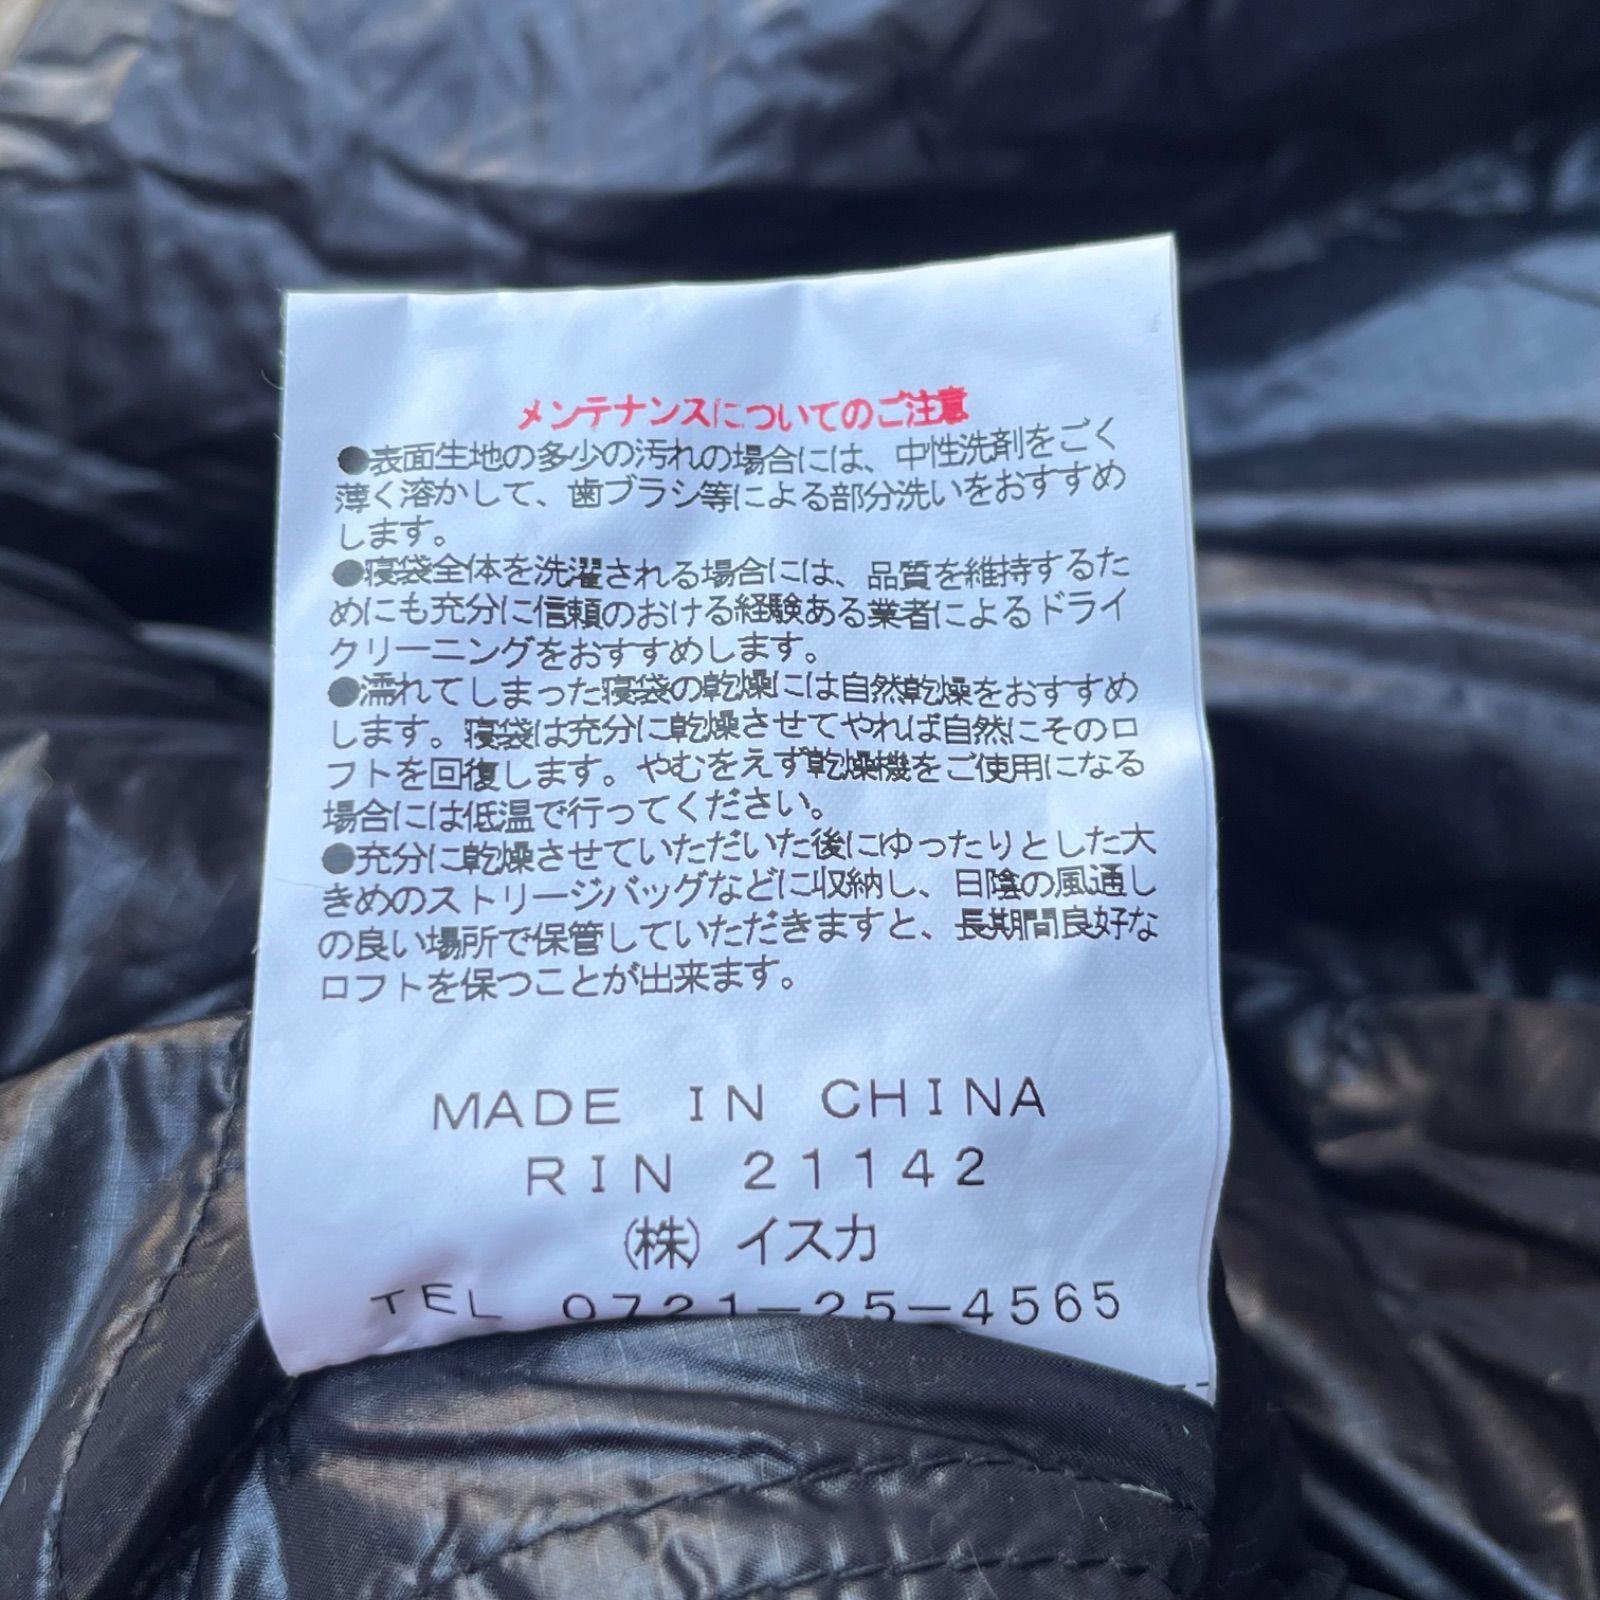 メンテナンスについてのご注意
●表面生地の多少の汚れの場合には、中性洗剤をごく
薄く溶かして、歯ブラシ等による部分洗いをおすすめ
します。
●寝袋全体を洗濯される場合には、品質を維持するた
めにも充分に信頼のおける経験ある業者によるドライ
クリーニングをおすすめします。
●濡れてしまった寝袋の乾燥には自然乾燥をおすすめ
します。寝袋は充分に乾燥させてやれば自然にそのロ
フトを回復します。やむをえず乾燥機をご使用になる
場合には低温で行ってください。
●充分に乾燥させていただいた後にゆったりとした大
きめのストリージバッグなどに収納し、日陰の風通し
の良い場所で保管していただきますと、長期間良好な
ロフトを保つことが出来ます。
MADE IN CHINA
RIN 21142
(株) イスカ
TEL 0721-25-4565